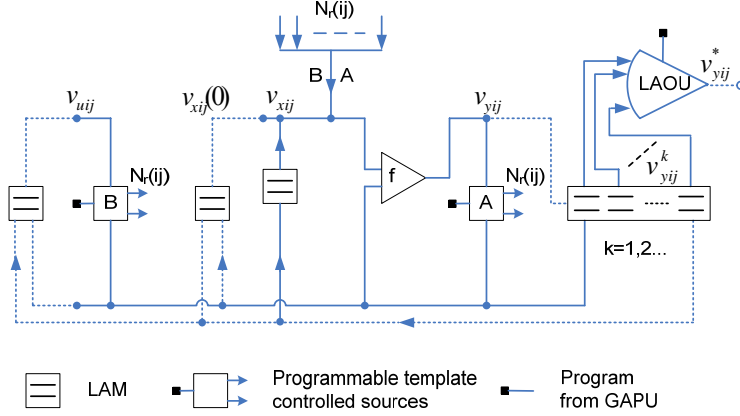 Nr(ij)
B A
LAOU
v*yij
vuij
vxij(0)
vxij
vyij
vkyij
Nr(ij)
B
f
Nr(ij)
A
k=1,2...
LAM
Programmable template
controlled sources
Program
from GAPU